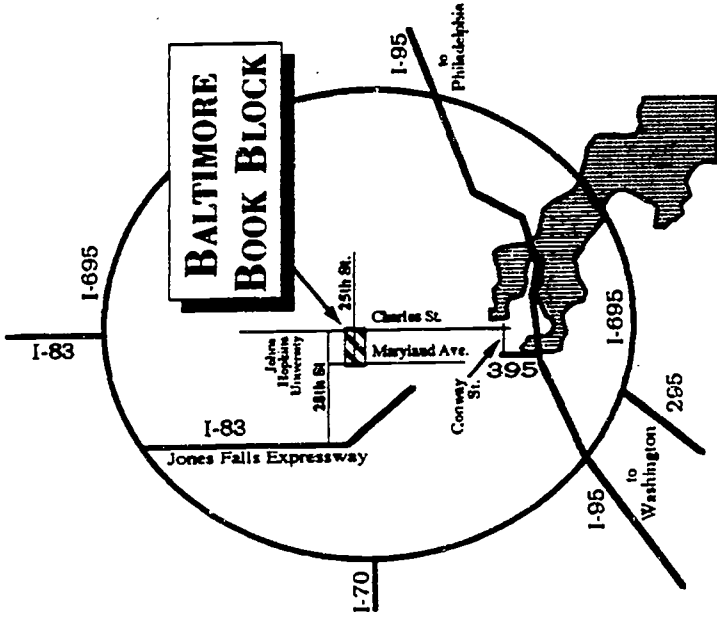 BALTIMORE
BOOK BLOCK
I-695
I-83
I-95
to
Philadelphia
25th St.
Charles St.
Maryland Ave.
Johns
Hopkins
University
28th St
I-83
Jones Falls Expressway
Conway
St.
395
I-695
295
to
Washington
I-95
I-70